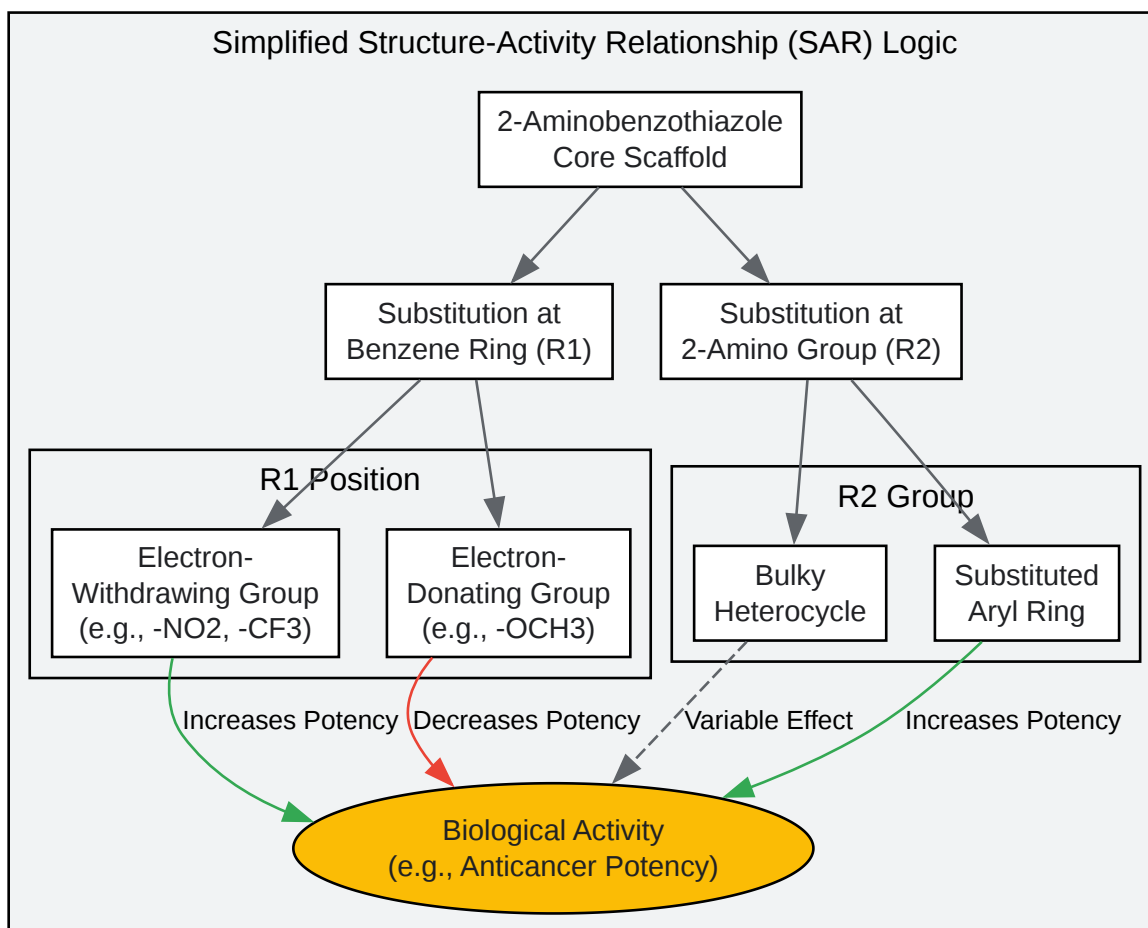 Simplified Structure-Activity Relationship (SAR) Logic
2-Aminobenzothiazole
Core Scaffold
Substitution at
Benzene Ring (R1)
Substitution at
2-Amino Group (R2)
R1 Position
R2 Group
Electron-
Withdrawing Group
(e.g., -NO2, -CF3)
Electron-
Donating Group
(e.g., -OCH3)
Bulky
Heterocycle
Substituted
Aryl Ring
Increases Potency
Decreases Potency
Variable Effect
Increases Potency
Biological Activity
(e.g., Anticancer Potency)